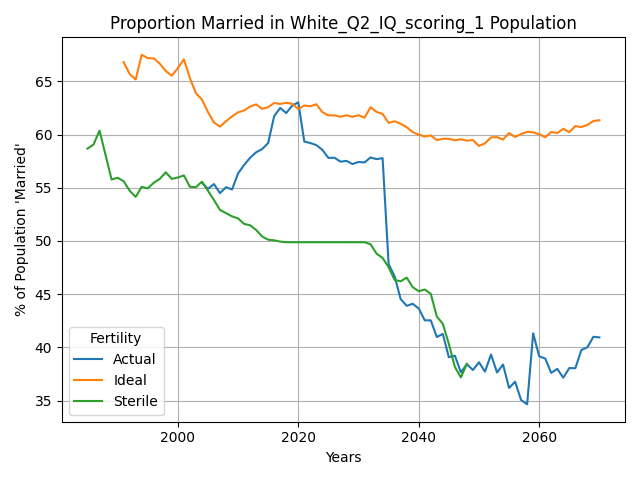 Proportion Married in White_Q2_IQ_scoring_1 Population
% of Population 'Married'
65
60
55
50
45
40
35
Fertility
Actual
Ideal
Sterile
2000 2020 2040 2060
Years